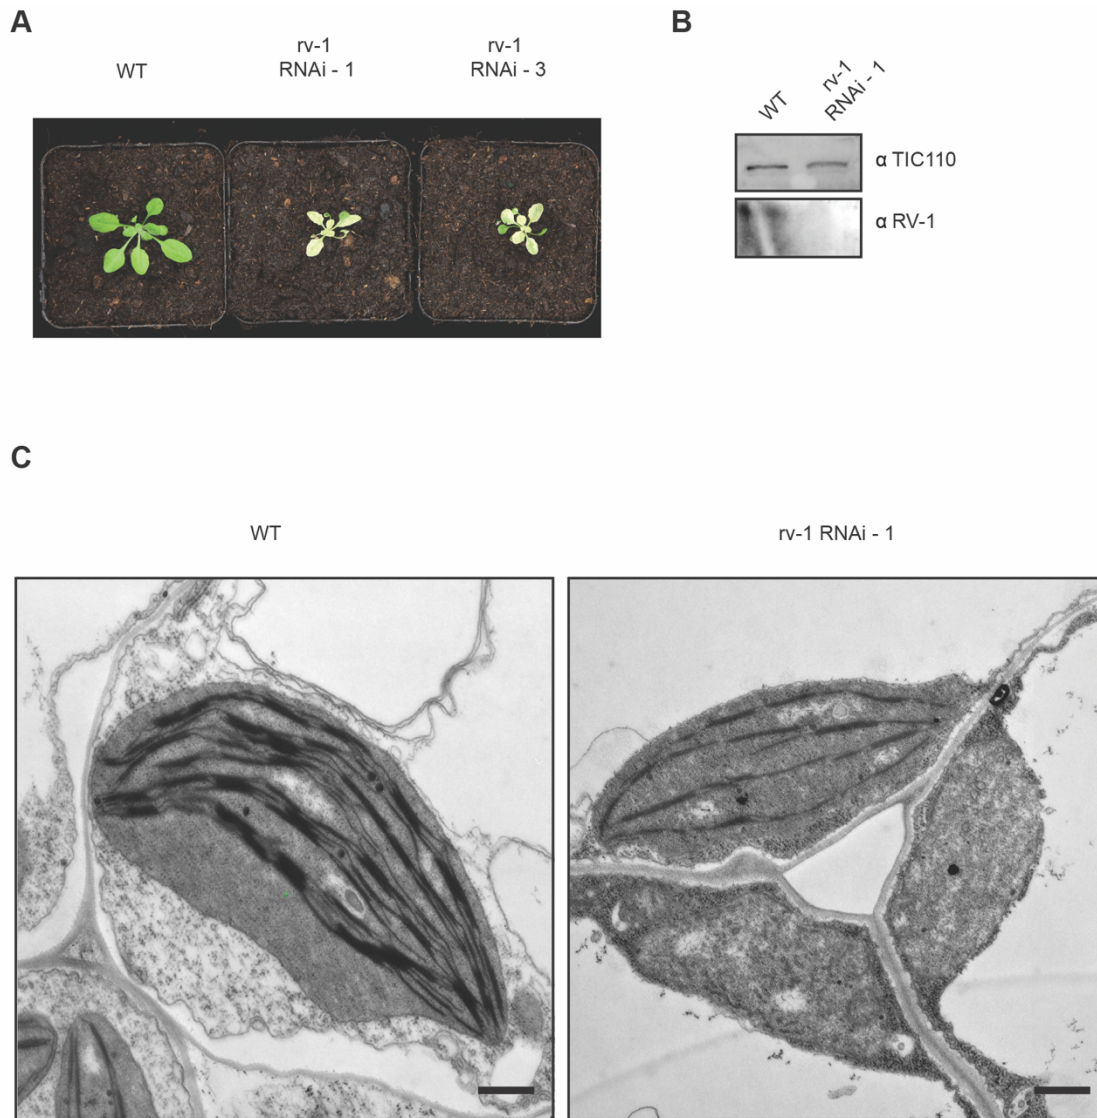 A
WT
rv-1
RNAi - 1
rv-1
RNAi - 3
B
WT
rv-1
RNAi - 1
α TIC110
α RV-1
C
WT
rv-1 RNAi - 1